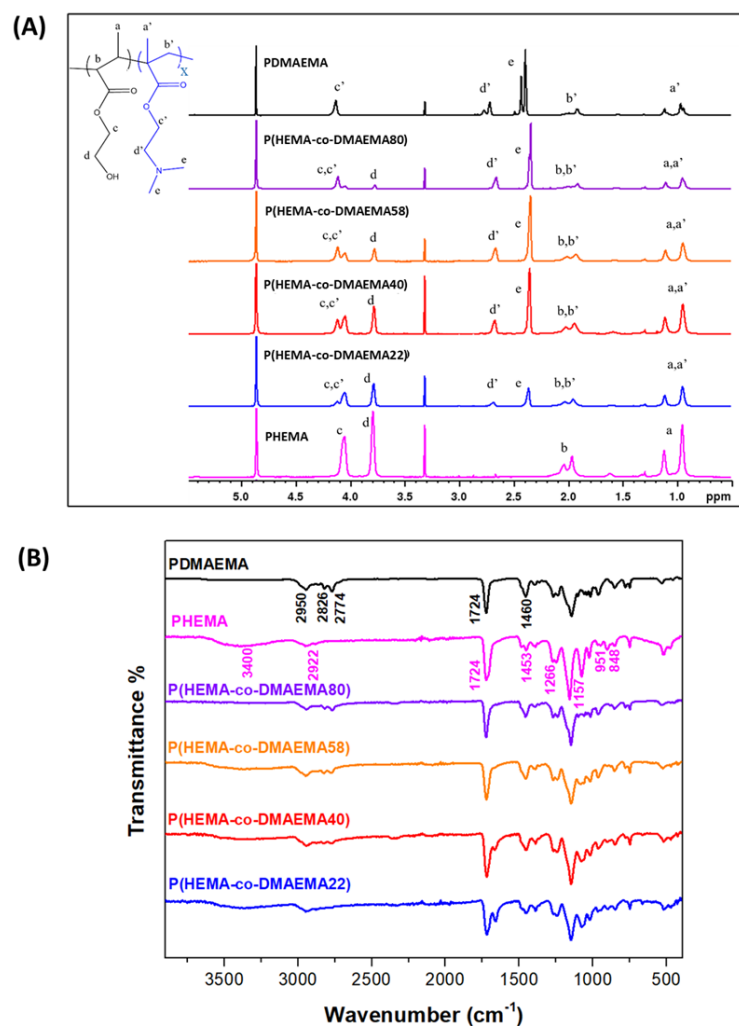 (A)
a
a'
b
b'
X
O
O
O
O
c
c'
d
d'
OH
N
e
e
PDMAEMA
c'
d'
e
b'
a'
P(HEMA-co-DMAEMA80)
c,c'
d
d'
e
b,b'
a,a'
P(HEMA-co-DMAEMA58)
c,c'
d
d'
e
b,b'
a,a'
P(HEMA-co-DMAEMA40)
c,c'
d
d'
e
b,b'
a,a'
P(HEMA-co-DMAEMA22)
c,c'
d
d'
e
b,b'
a,a'
PHEMA
c
d
b
a
5.0 4.5 4.0 3.5 3.0 2.5 2.0 1.5 1.0 ppm
(B)
PDMAEMA
2950 2826 2774 1724 1460
PHEMA
3400 2922 1724 1453 1266 1157 951 848
P(HEMA-co-DMAEMA80)
P(HEMA-co-DMAEMA58)
P(HEMA-co-DMAEMA40)
P(HEMA-co-DMAEMA22)
Transmittance %
3500 3000 2500 2000 1500 1000 500
Wavenumber (cm⁻¹)